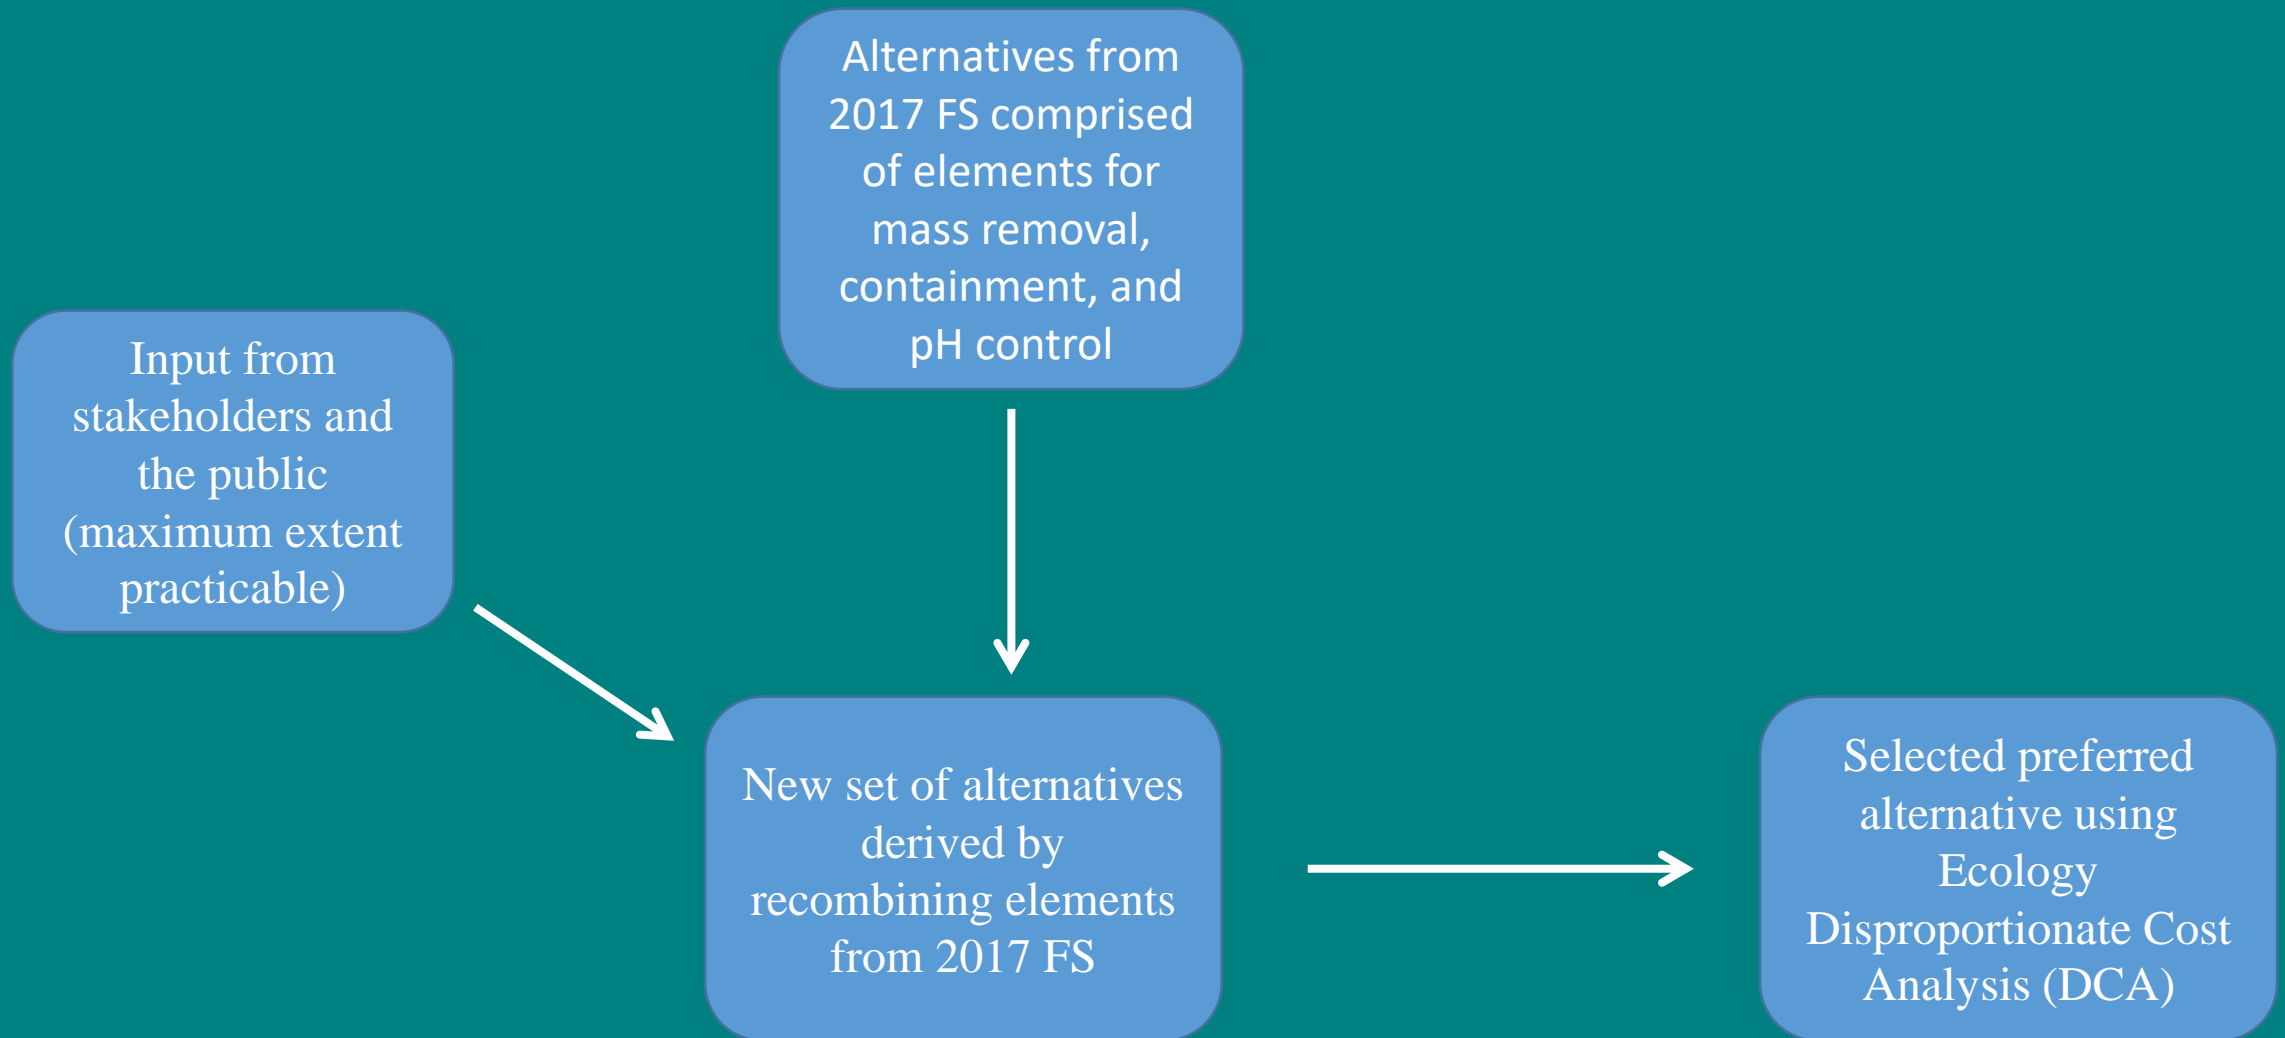 Alternatives from
2017 FS comprised
of elements for
mass removal,
containment, and
pH control
Input from
stakeholders and
the public
(maximum extent
practicable)
New set of alternatives
derived by
recombining elements
from 2017 FS
Selected preferred
alternative using
Ecology
Disproportionate Cost
Analysis (DCA)